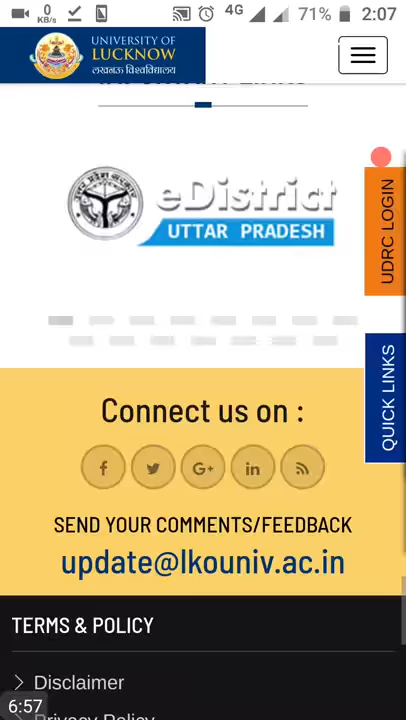 0 KB/s 4G 71% 2:07
UNIVERSITY OF
LUCKNOW
लखनऊ विश्वविद्यालय
eDistrict
UTTAR PRADESH
UDRC LOGIN
QUICK LINKS
Connect us on :
f G+ in
SEND YOUR COMMENTS/FEEDBACK
update@lkouniv.ac.in
TERMS & POLICY
Disclaimer
6:57
Privacy Policy